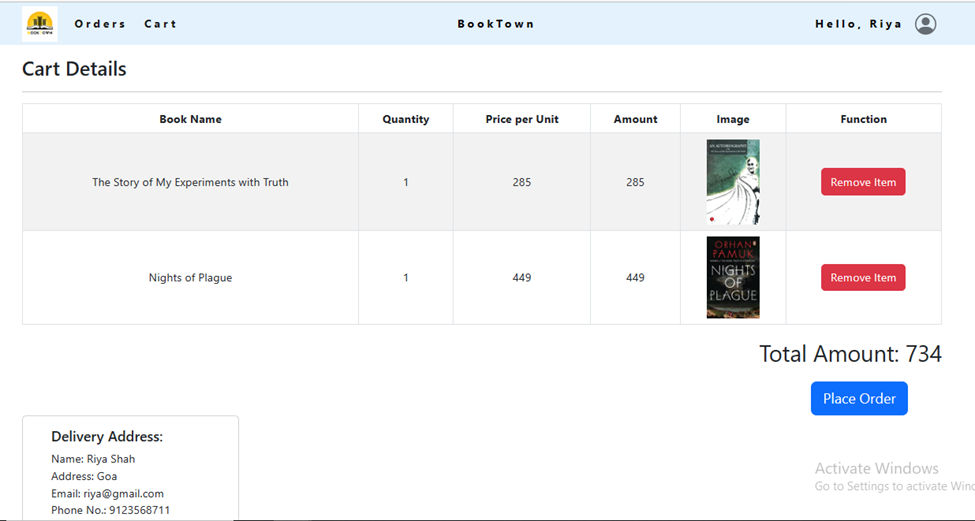 Orders Cart BookTown Hello, Riya
Cart Details
Book Name Quantity Price per Unit Amount Image Function
The Story of My Experiments with Truth 1 285 285 Remove Item
AN AUTOBIOGRAPHY
Nights of Plague 1 449 449 Remove Item
ORHAN
PAMUK
NIGHTS
OF
PLAGUE
Total Amount: 734
Place Order
Delivery Address:
Name: Riya Shah
Address: Goa
Email: riya@gmail.com
Phone No.: 9123568711
Activate Windows
Go to Settings to activate Win